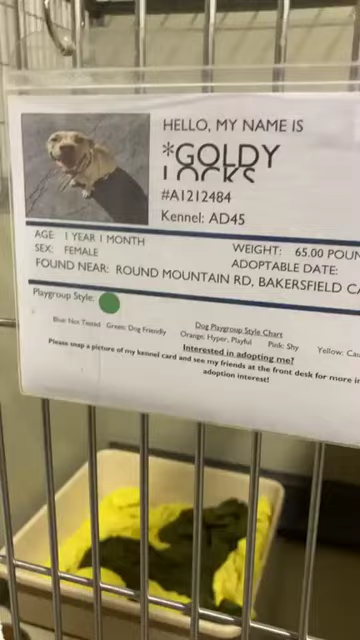 HELLO, MY NAME IS
*GOLDY
LOCKS
#A1212484
Kennel: AD45
AGE: 1 YEAR 1 MONTH
SEX: FEMALE
WEIGHT: 65.00 POUN
ADOPTABLE DATE:
FOUND NEAR: ROUND MOUNTAIN RD, BAKERSFIELD CA
Playgroup Style:
Dog Playgroup Style Chart
Blue: Not Tested Green: Dog Friendly Orange: Hyper, Playful Pink: Shy Yellow: Cau
Interested in adopting me?
Please snap a picture of my kennel card and see my friends at the front desk for more i
adoption interest!